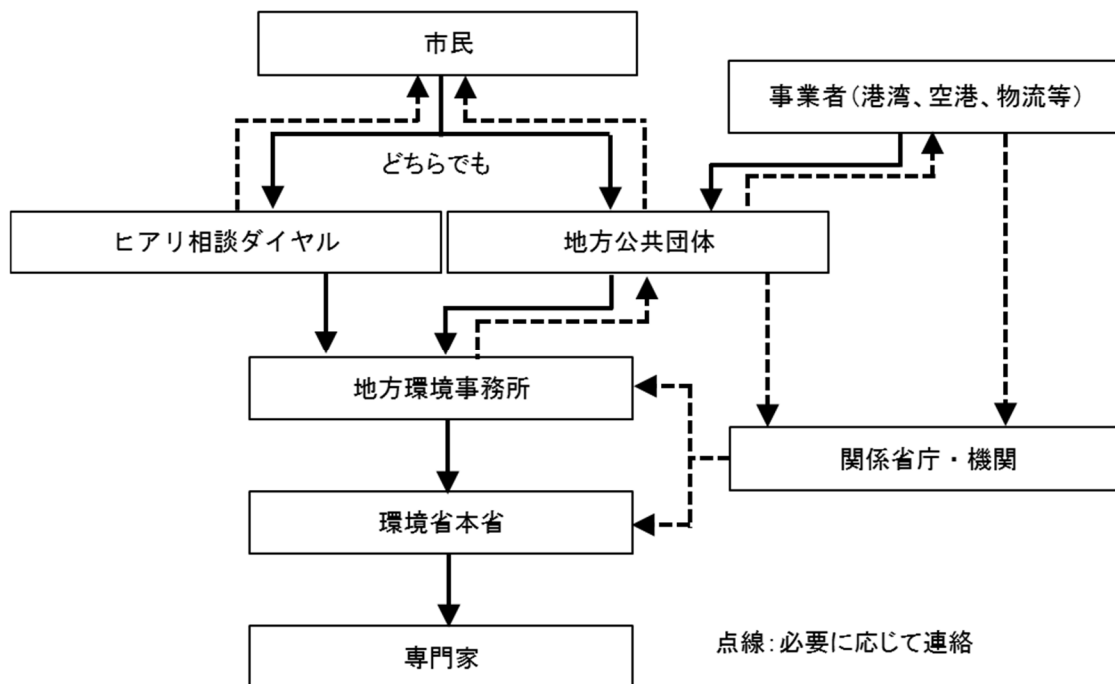 市民
事業者（港湾、空港、物流等）
どちらでも
ヒアリ相談ダイヤル
地方公共団体
地方環境事務所
関係省庁・機関
環境省本省
専門家
点線：必要に応じて連絡